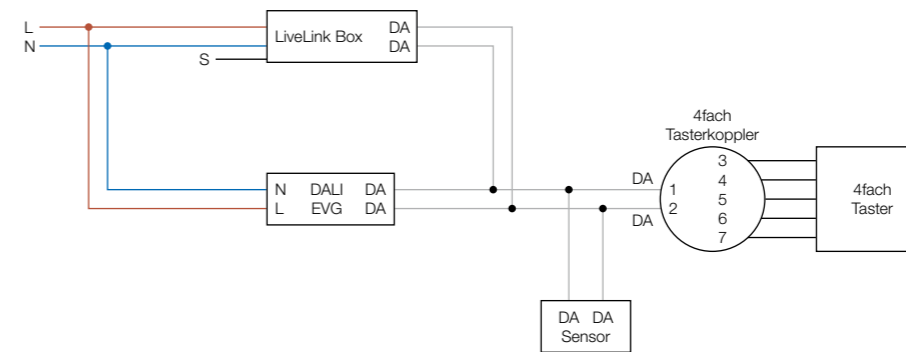 L
N
S
LiveLink Box
DA
DA
N DALI DA
L EVG DA
4fach
Tasterkoppler
DA
DA
1
2
3
4
5
6
7
4fach
Taster
DA DA
Sensor